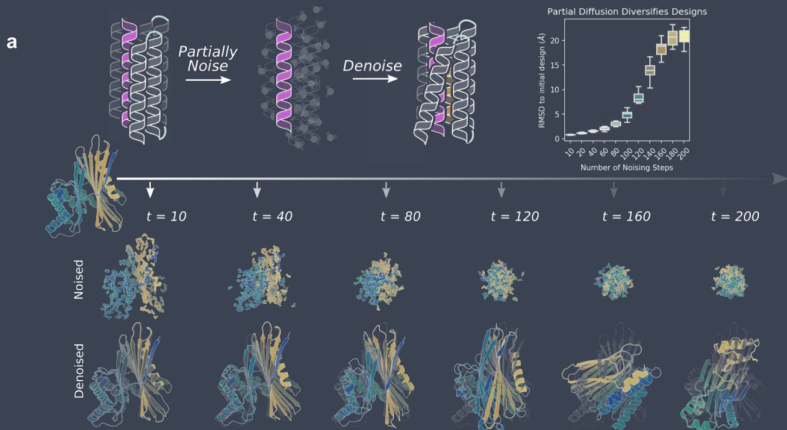 a
Partially
Noise
Denoise
Partial Diffusion Diversifies Designs
RMSD to initial design (Å)
20
15
10
5
0
10 20 40 60 80 100 120 140 160 180 200
Number of Noising Steps
t = 10 t = 40 t = 80 t = 120 t = 160 t = 200
Noised
Denoised